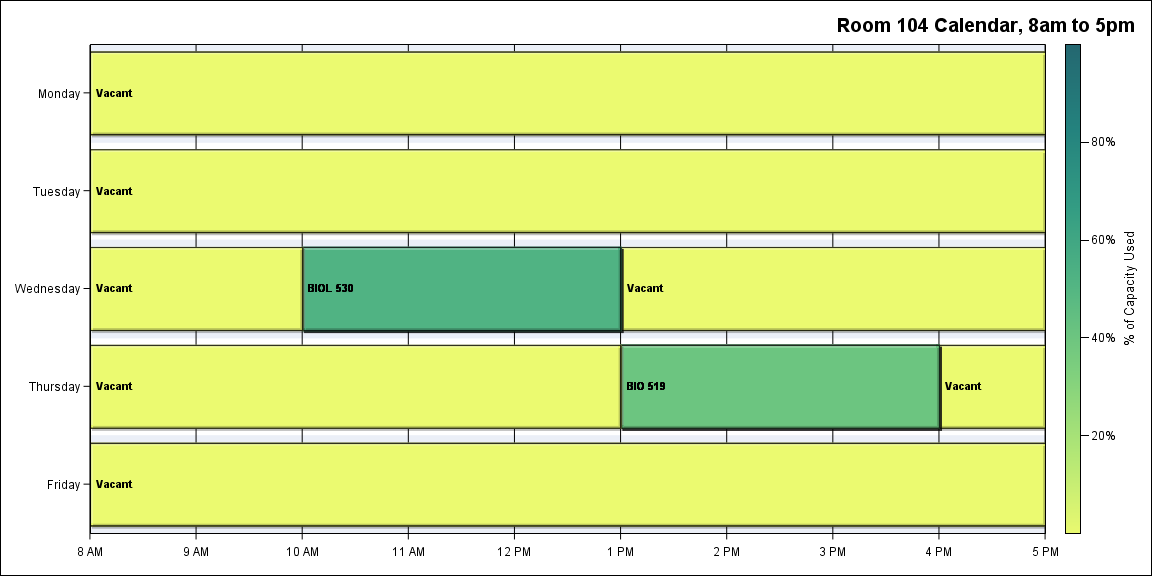 Room 104 Calendar, 8am to 5pm
Monday
Vacant
Tuesday
Vacant
Wednesday
Vacant
BIOL 530
Vacant
Thursday
Vacant
BIO 519
Vacant
Friday
Vacant
8 AM
9 AM
10 AM
11 AM
12 PM
1 PM
2 PM
3 PM
4 PM
5 PM
80%
60%
40%
20%
% of Capacity Used